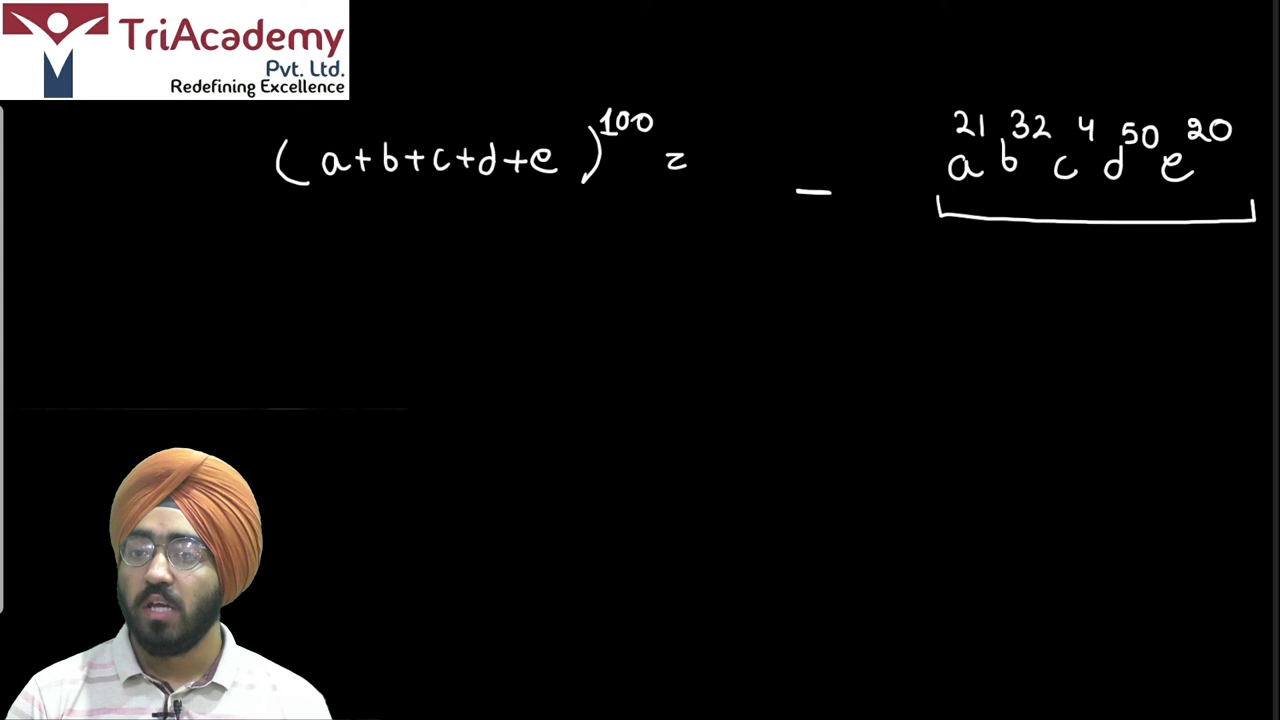 TriAcademy
Pvt. Ltd.
Redefining Excellence
(a+b+c+d+e)^100 = _ a^21 b^32 c^4 d^50 e^20